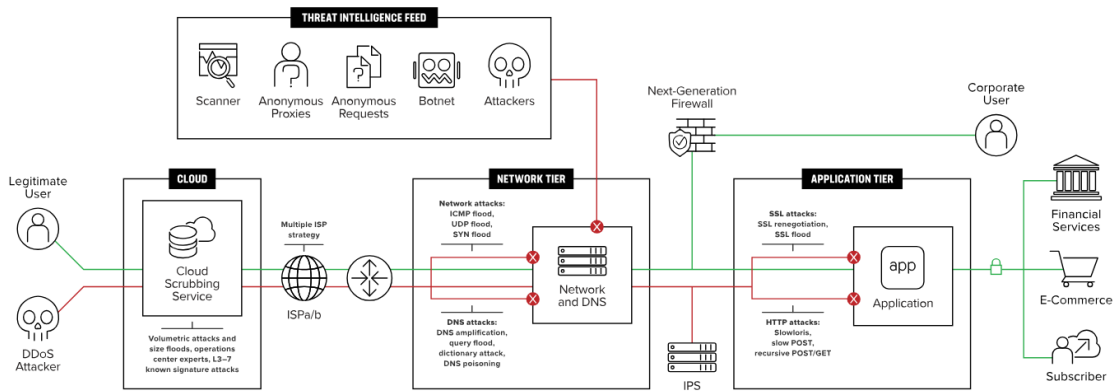 THREAT INTELLIGENCE FEED
Scanner
Anonymous
Proxies
Anonymous
Requests
Botnet
Attackers
Next-Generation
Firewall
Corporate
User
Legitimate
User
DDoS
Attacker
CLOUD
Cloud
Scrubbing
Service
Volumetric attacks and
size floods, operations
center experts, L3–7
known signature attacks
Multiple ISP
strategy
ISPa/b
NETWORK TIER
Network attacks:
ICMP flood,
UDP flood,
SYN flood
DNS attacks:
DNS amplification,
query flood,
dictionary attack,
DNS poisoning
Network
and DNS
IPS
APPLICATION TIER
SSL attacks:
SSL renegotiation,
SSL flood
HTTP attacks:
Slowloris,
slow POST,
recursive POST/GET
app
Application
Financial
Services
E-Commerce
Subscriber